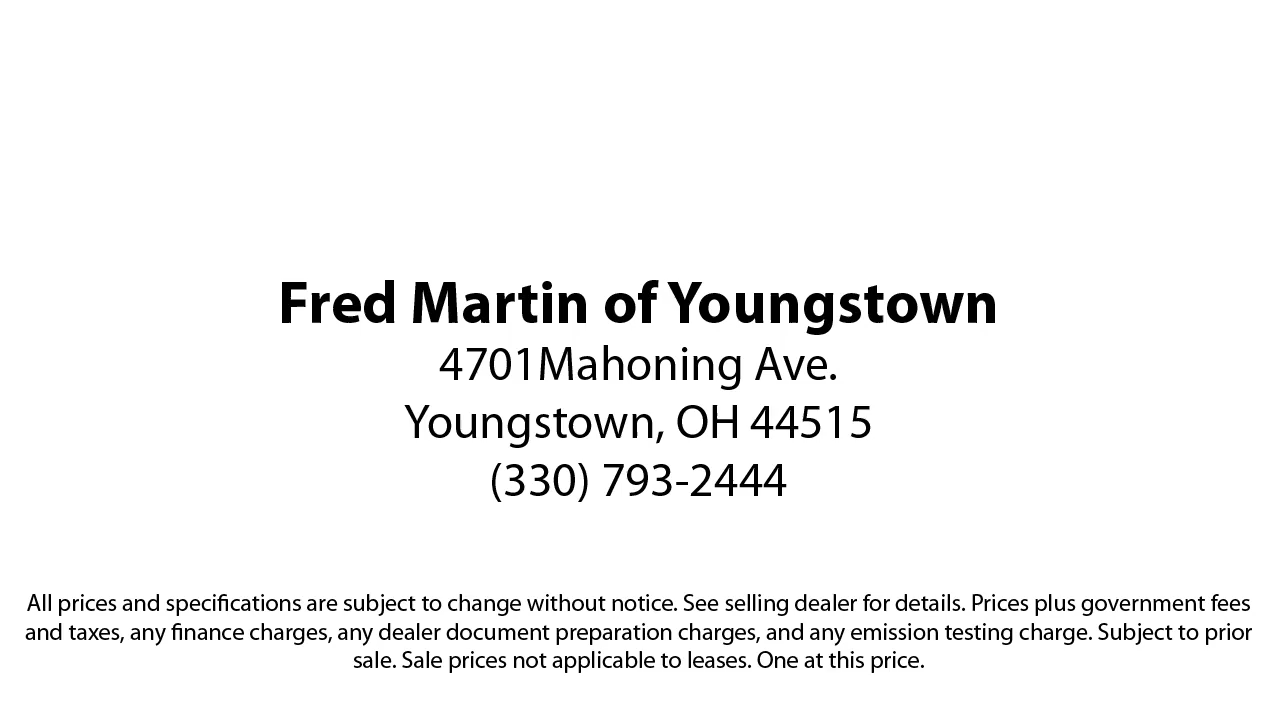 Fred Martin of Youngstown
4701Mahoning Ave.
Youngstown, OH 44515
(330) 793-2444
All prices and specifications are subject to change without notice. See selling dealer for details. Prices plus government fees
and taxes, any finance charges, any dealer document preparation charges, and any emission testing charge. Subject to prior
sale. Sale prices not applicable to leases. One at this price.